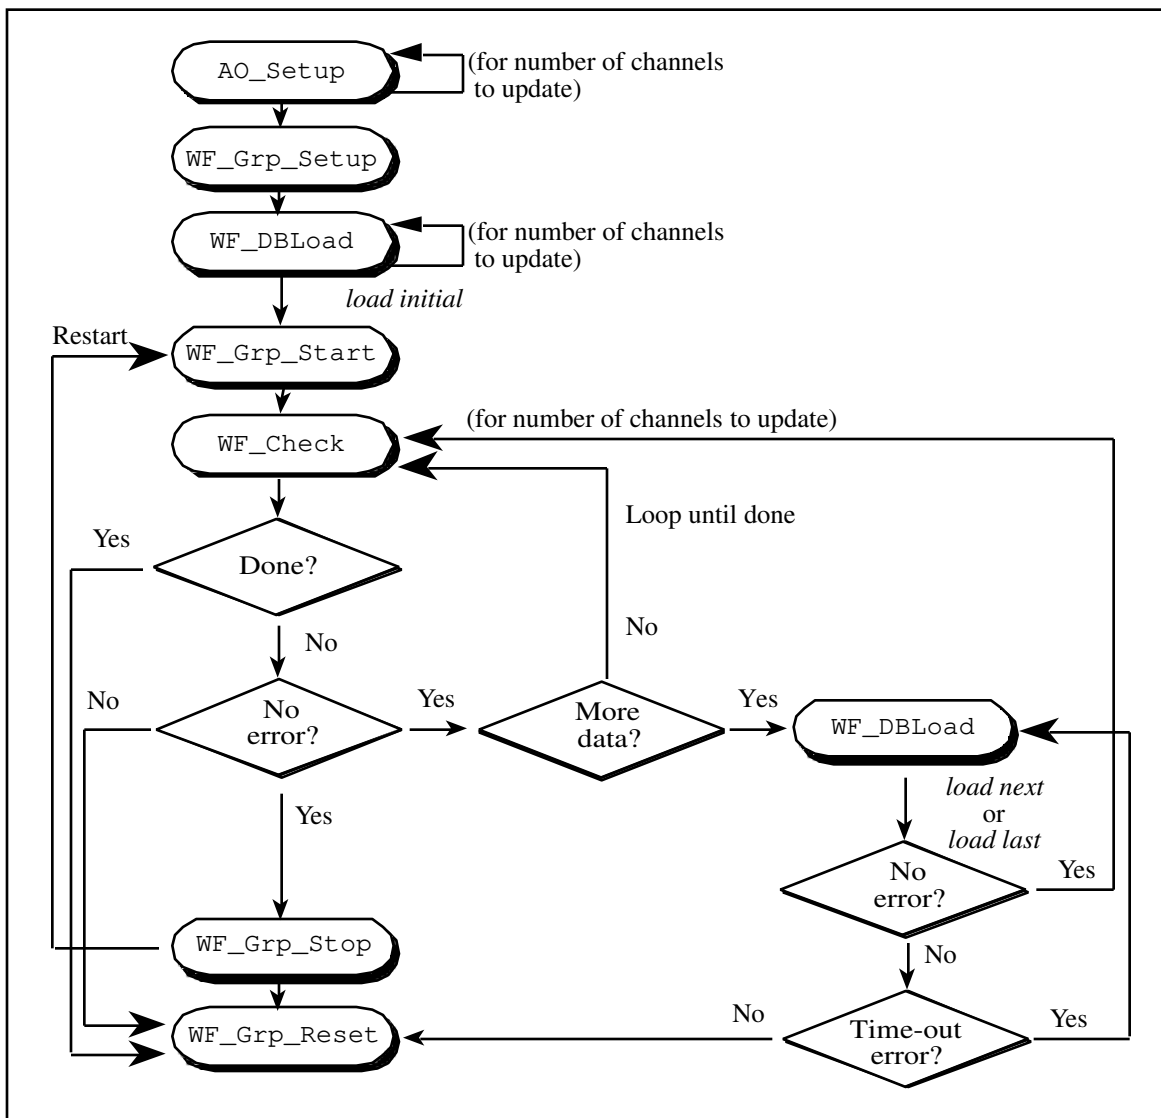 AO_Setup
(for number of channels
to update)
WF_Grp_Setup
WF_DBLoad
(for number of channels
to update)
load initial
Restart
WF_Grp_Start
(for number of channels to update)
WF_Check
Loop until done
Yes
Done?
No
No
No
No
error?
Yes
More
data?
Yes
WF_DBLoad
Yes
load next
or
load last
No
error?
Yes
WF_Grp_Stop
No
WF_Grp_Reset
No
Time-out
error?
Yes